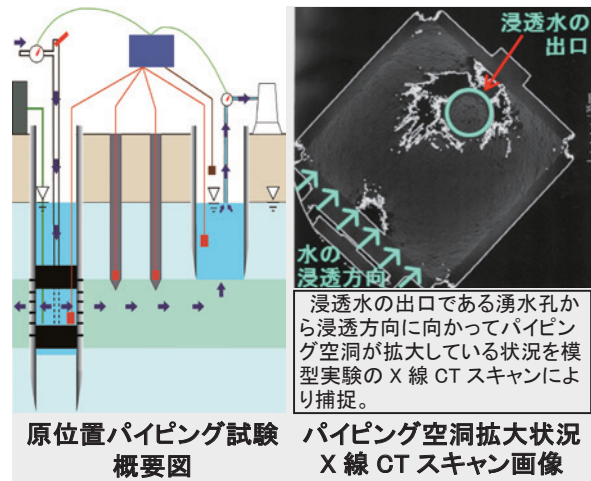 浸透水の
出口
水の
浸透方向
浸透水の出口である湧水孔か
ら浸透方向に向かってパイピン
グ空洞が拡大している状況を模
型実験の X 線 CT スキャンによ
り捕捉。
原位置パイピング試験
概要図
パイピング空洞拡大状況
X 線 CT スキャン画像